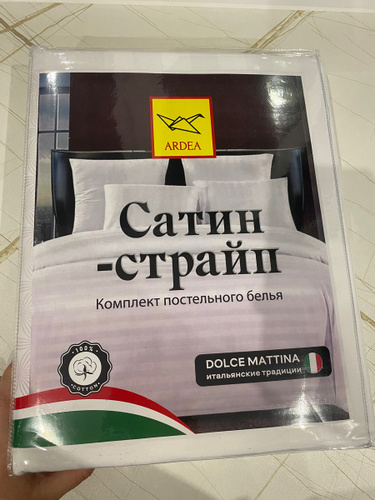 ARDEA
Сатин
-страйп
Комплект постельного белья
100%
COTTON
DOLCE MATTINA
итальянские традиции